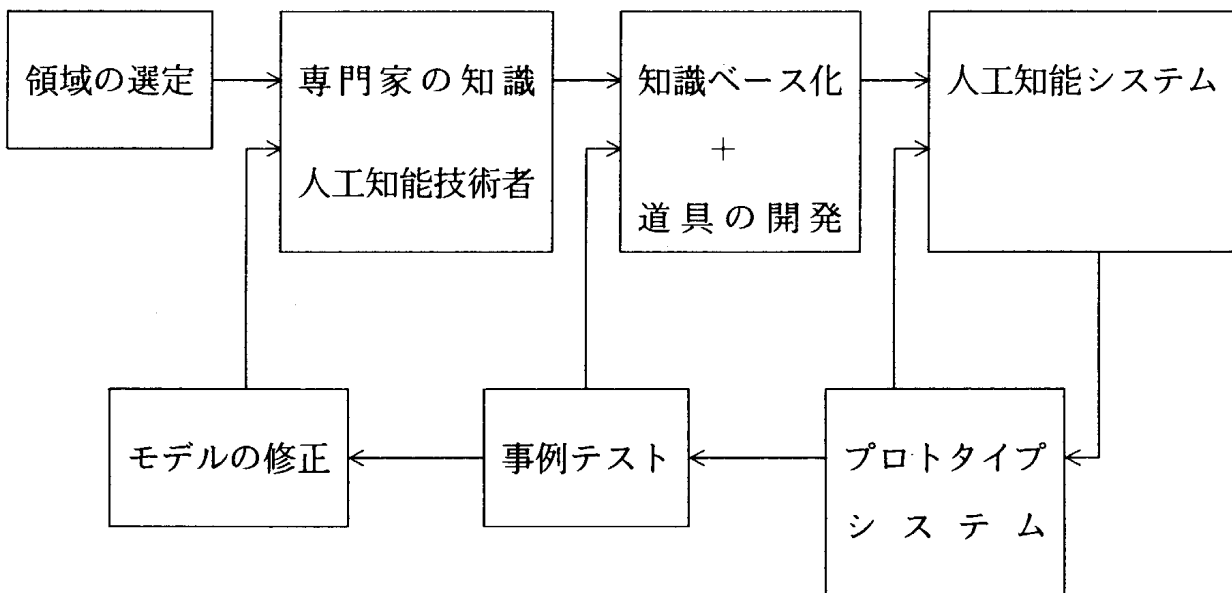 領域の選定
専門家の知識
人工知能技術者
知識ベース化
+
道具の開発
人工知能システム
モデルの修正
事例テスト
プロトタイプ
システム